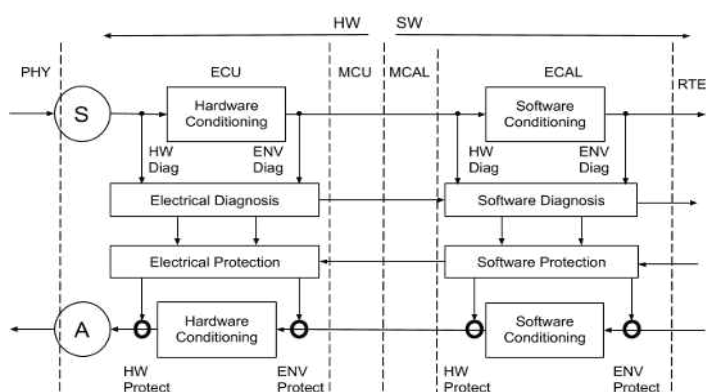 HW SW
PHY ECU MCU MCAL ECAL RTE
S
Hardware
Conditioning
Software
Conditioning
HW
Diag
ENV
Diag
HW
Diag
ENV
Diag
Electrical Diagnosis
Software Diagnosis
Electrical Protection
Software Protection
A
Hardware
Conditioning
Software
Conditioning
HW
Protect
ENV
Protect
HW
Protect
ENV
Protect